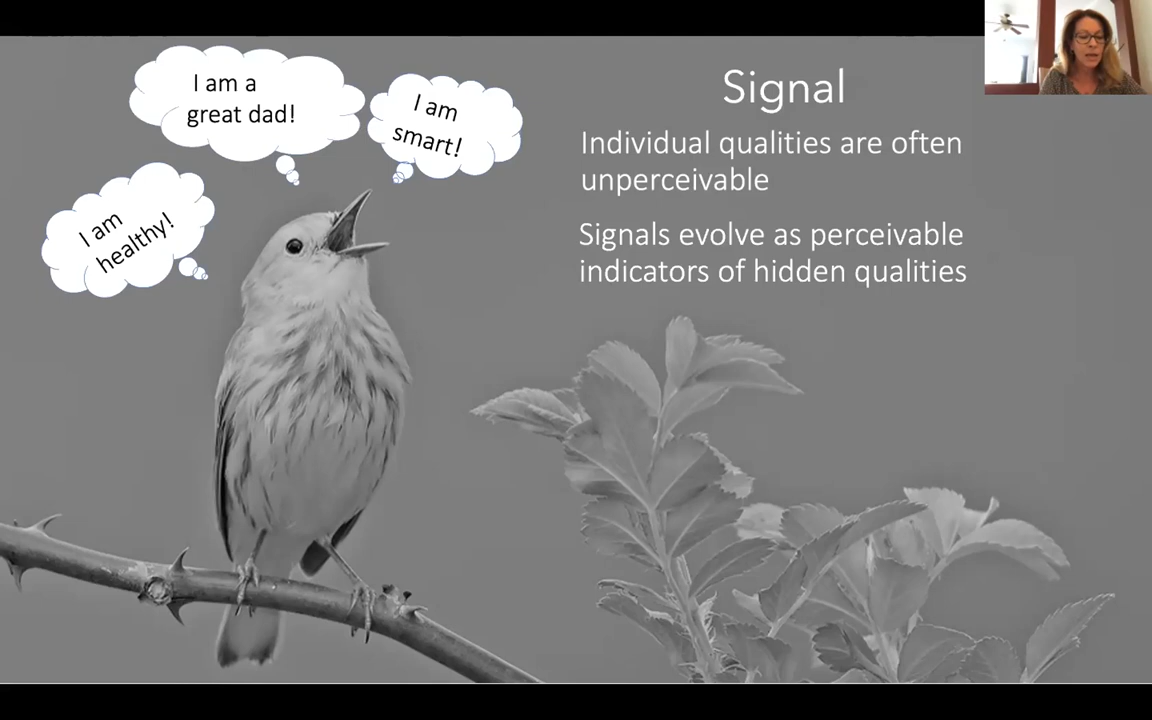 I am a
great dad!
I am
smart!
I am
healthy!
Signal
Individual qualities are often
unperceivable
Signals evolve as perceivable
indicators of hidden qualities